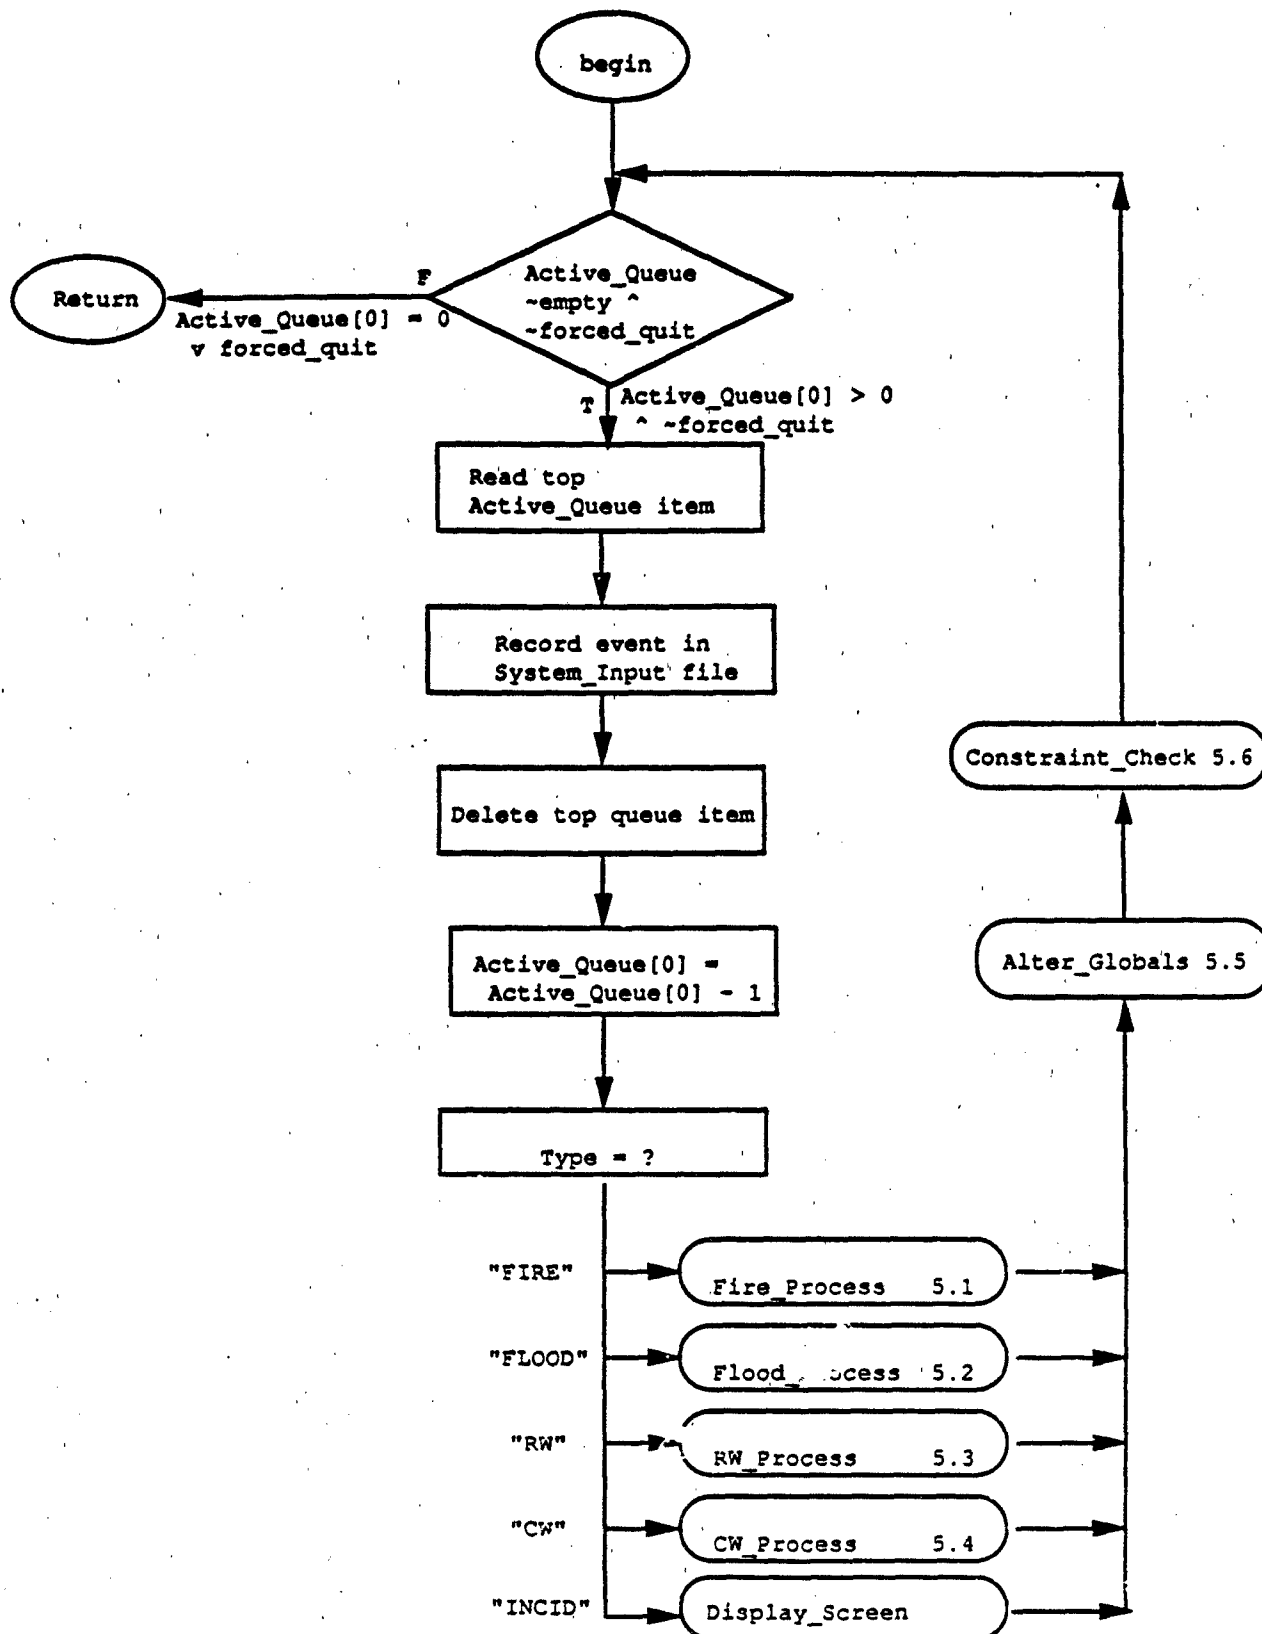 begin
F
Active_Queue
~empty ^
~forced_quit
Return
Active_Queue[0] = 0
v forced_quit
T
Active_Queue[0] > 0
^ ~forced_quit
Read top
Active_Queue item
Record event in
System_Input file
Delete top queue item
Active_Queue[0] =
Active_Queue[0] - 1
Type = ?
Constraint_Check 5.6
Alter_Globals 5.5
"FIRE"
Fire_Process 5.1
"FLOOD"
Flood_ 5.2
"RW"
RW_Process 5.3
"CW"
CW_Process 5.4
"INCID"
Display_Screen